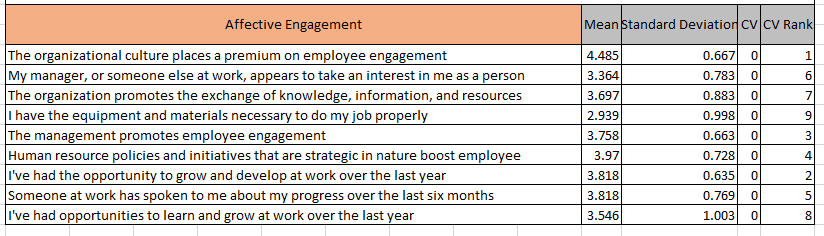 Affective Engagement Mean Standard Deviation CV CV Rank
The organizational culture places a premium on employee engagement 4.485 0.667 0 1
My manager, or someone else at work, appears to take an interest in me as a person 3.364 0.783 0 6
The organization promotes the exchange of knowledge, information, and resources 3.697 0.883 0 7
I have the equipment and materials necessary to do my job properly 2.939 0.998 0 9
The management promotes employee engagement 3.758 0.663 0 3
Human resource policies and initiatives that are strategic in nature boost employee 3.97 0.728 0 4
I've had the opportunity to grow and develop at work over the last year 3.818 0.635 0 2
Someone at work has spoken to me about my progress over the last six months 3.818 0.769 0 5
I've had opportunities to learn and grow at work over the last year 3.546 1.003 0 8